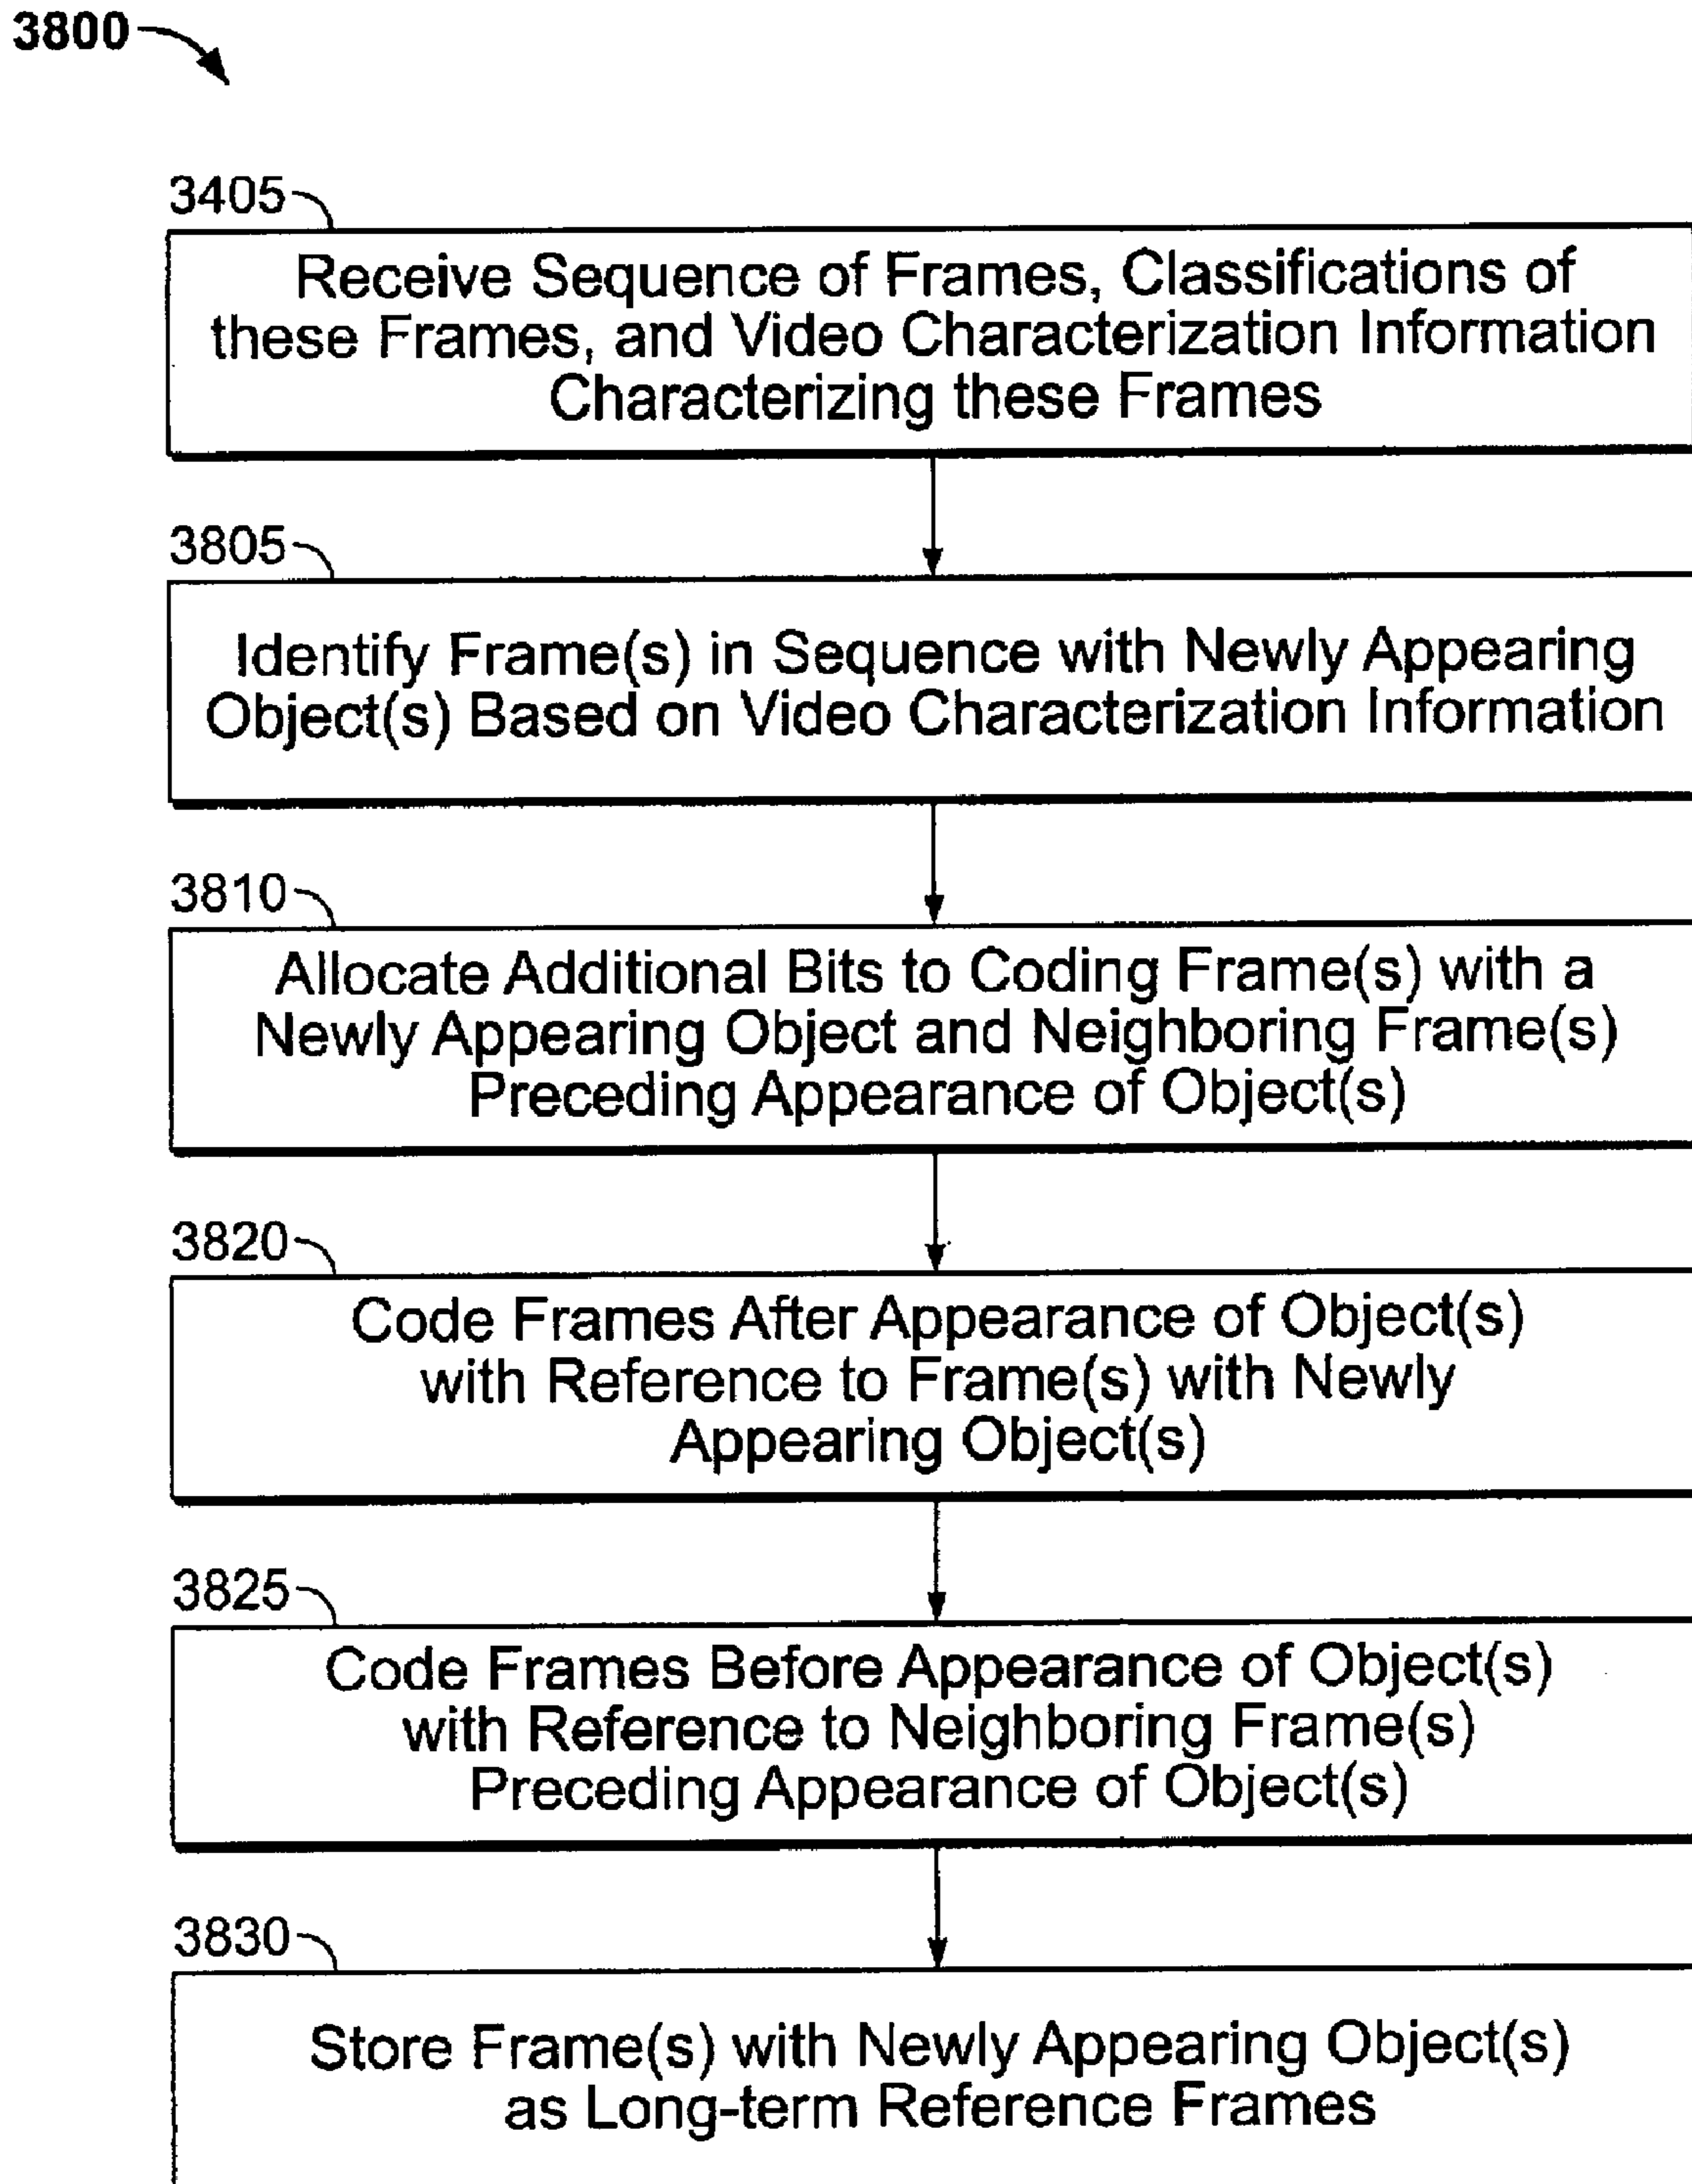 3800
3405
Receive Sequence of Frames, Classifications of
these Frames, and Video Characterization Information
Characterizing these Frames
3805
Identify Frame(s) in Sequence with Newly Appearing
Object(s) Based on Video Characterization Information
3810
Allocate Additional Bits to Coding Frame(s) with a
Newly Appearing Object and Neighboring Frame(s)
Preceding Appearance of Object(s)
3820
Code Frames After Appearance of Object(s)
with Reference to Frame(s) with Newly
Appearing Object(s)
3825
Code Frames Before Appearance of Object(s)
with Reference to Neighboring Frame(s)
Preceding Appearance of Object(s)
3830
Store Frame(s) with Newly Appearing Object(s)
as Long-term Reference Frames